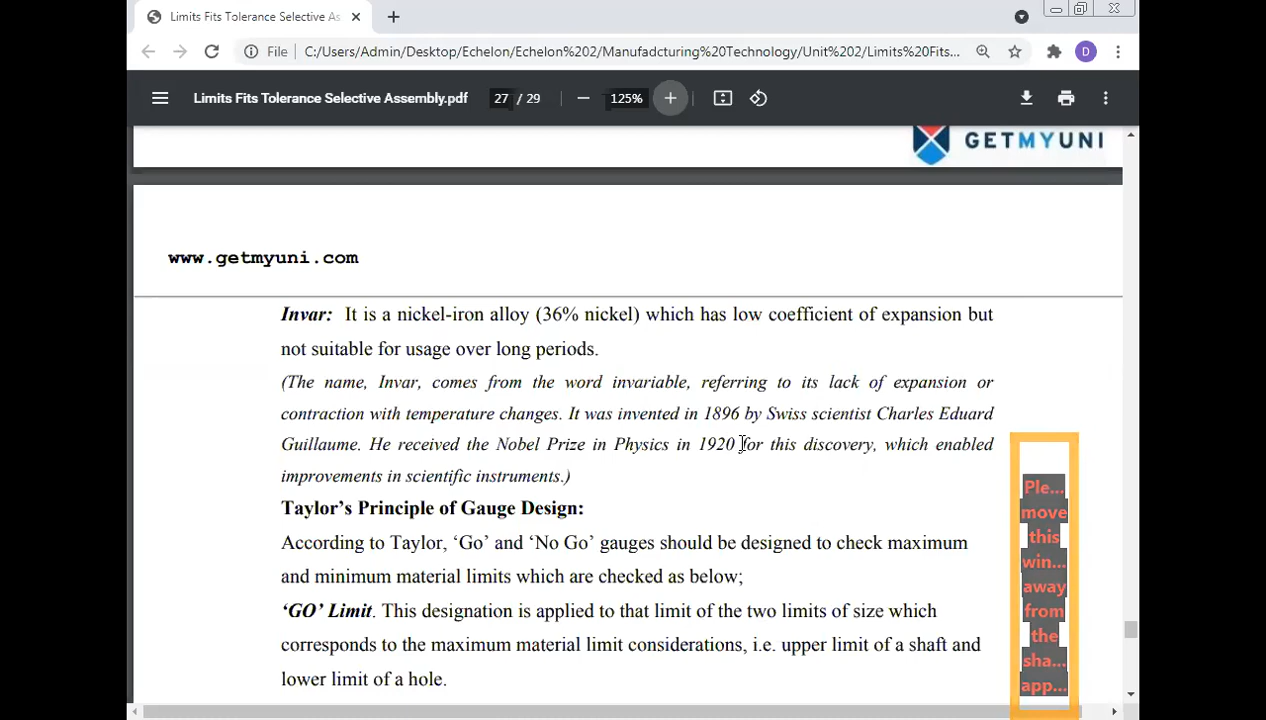 Limits Fits Tolerance Selective As
File
C:/Users/Admin/Desktop/Echelon/Echelon%202/Manufadcturing%20Technology/Unit%202/Limits%20Fits...
D
Limits Fits Tolerance Selective Assembly.pdf
27 / 29
125%
GETMYUNI
www.getmyuni.com
Invar: It is a nickel-iron alloy (36% nickel) which has low coefficient of expansion but
not suitable for usage over long periods.
(The name, Invar, comes from the word invariable, referring to its lack of expansion or
contraction with temperature changes. It was invented in 1896 by Swiss scientist Charles Eduard
Guillaume. He received the Nobel Prize in Physics in 1920 for this discovery, which enabled
improvements in scientific instruments.)
Taylor's Principle of Gauge Design:
According to Taylor, ‘Go’ and ‘No Go’ gauges should be designed to check maximum
and minimum material limits which are checked as below;
‘GO’ Limit. This designation is applied to that limit of the two limits of size which
corresponds to the maximum material limit considerations, i.e. upper limit of a shaft and
lower limit of a hole.
Ple...
move
this
win...
away
from
the
sha...
app...